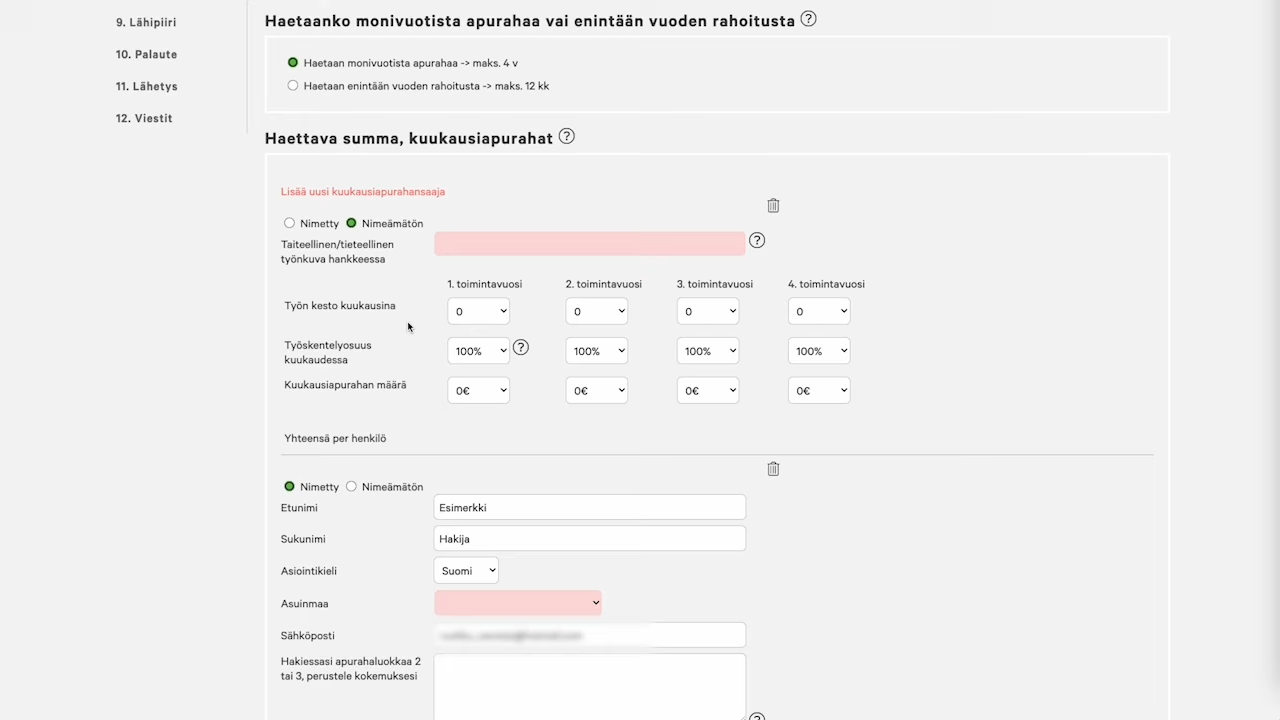 9. Lähipiiri
10. Palaute
11. Lähetys
12. Viestit
Haetaanko monivuotista apurahaa vai enintään vuoden rahoitusta ?
Haetaan monivuotista apurahaa -> maks. 4 v
Haetaan enintään vuoden rahoitusta -> maks. 12 kk
Haettava summa, kuukausiapurahat ?
Lisää uusi kuukausiapurahansaaja
Nimetty Nimeämätön
Taiteellinen/tieteellinen
työnkuva hankkeessa ?
1. toimintavuosi 2. toimintavuosi 3. toimintavuosi 4. toimintavuosi
Työn kesto kuukausina 0 0 0 0
Työskentelyosuus
kuukaudessa 100% ? 100% 100% 100%
Kuukausiapurahan määrä 0€ 0€ 0€ 0€
Yhteensä per henkilö
Nimetty Nimeämätön
Etunimi Esimerkki
Sukunimi Hakija
Asiointikieli Suomi
Asuinmaa
Sähköposti
Hakiessasi apurahaluokkaa 2
tai 3, perustele kokemuksesi ?